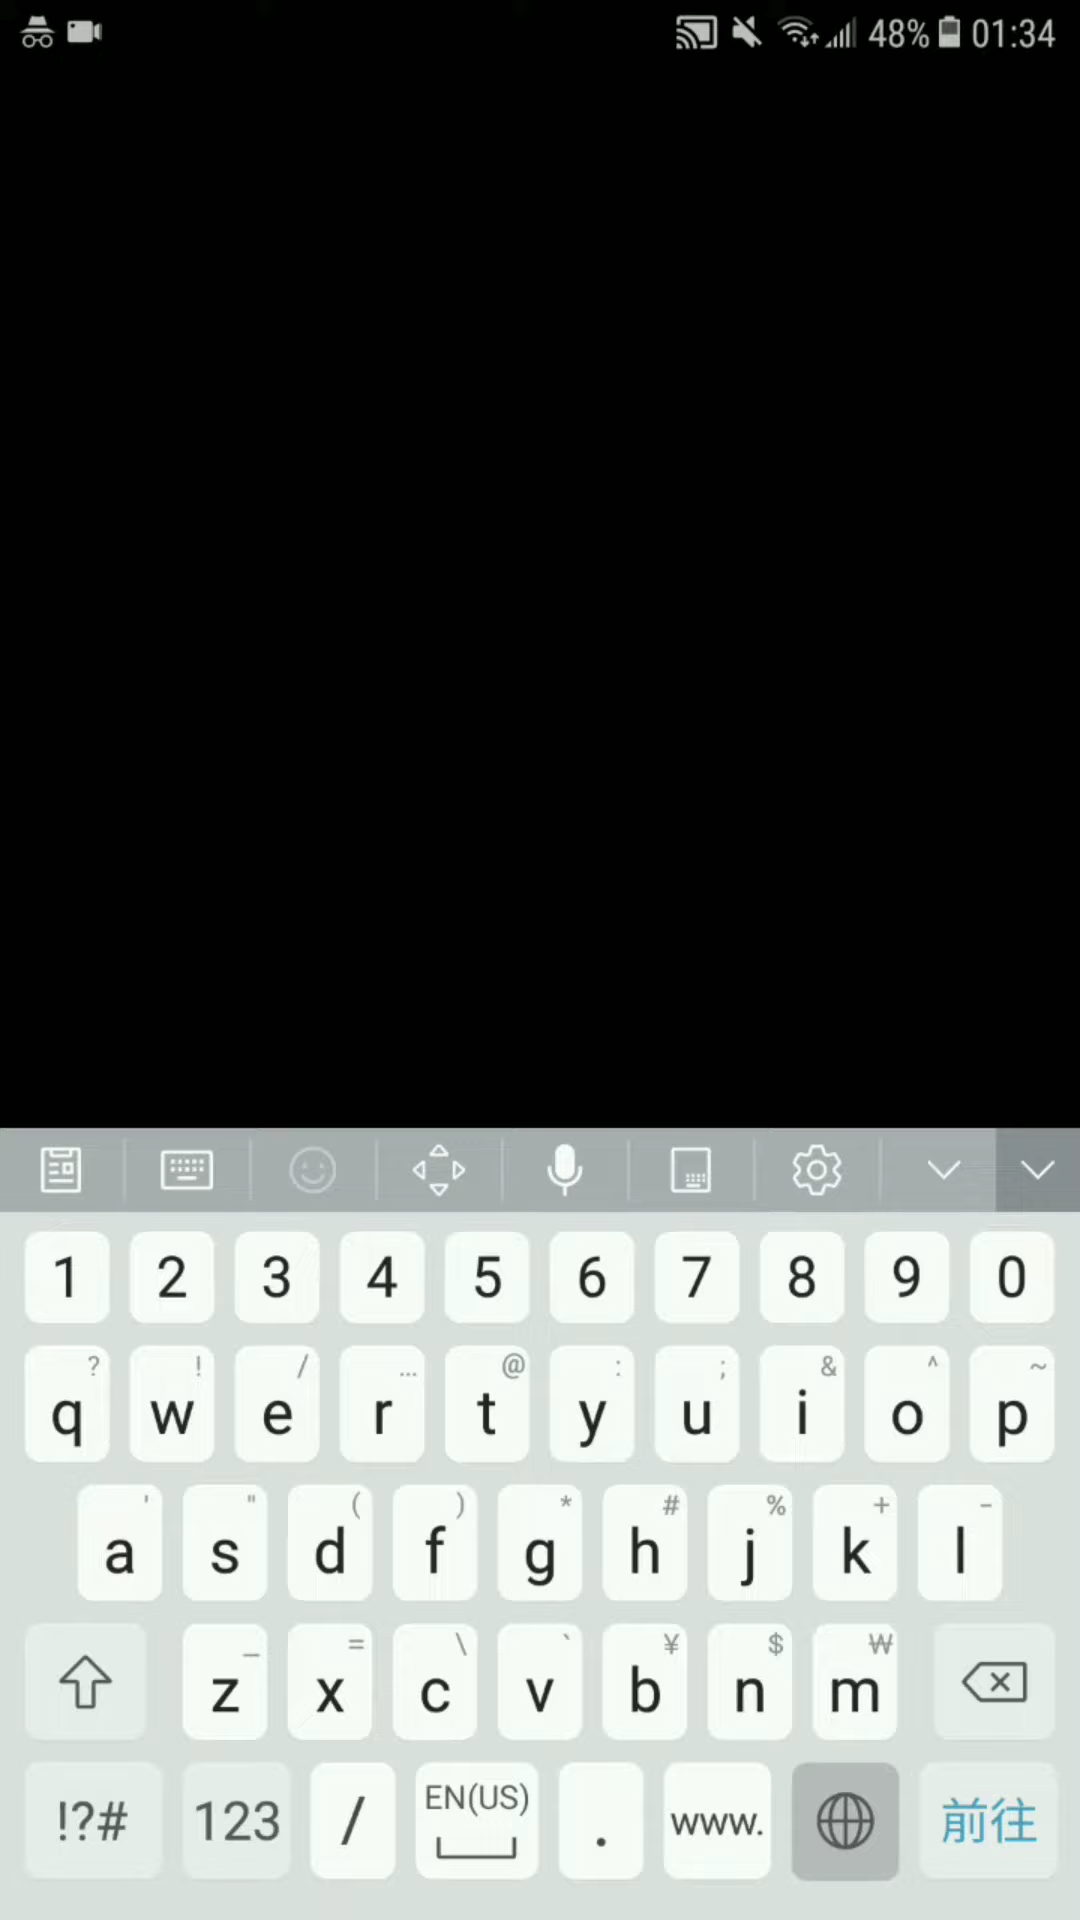 48% 01:34
1 2 3 4 5 6 7 8 9 0
? ! / ... @ : ; & ^ ~
q w e r t y u i o p
' " ( ) * # % + -
a s d f g h j k l
_ = \ ` ¥ $ ₩
z x c v b n m
!?# 123 / EN(US) . www. 前往